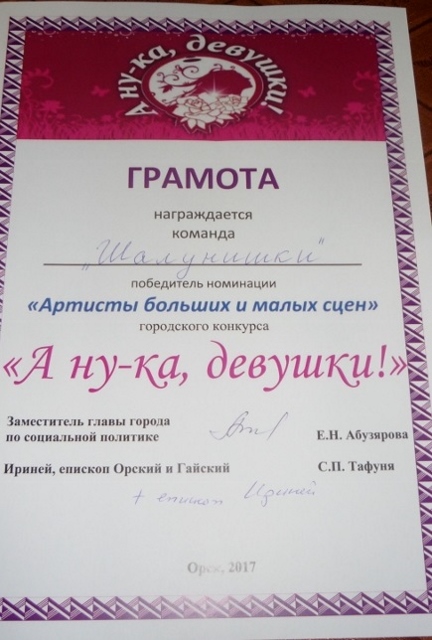 А ну-ка, девушки!
ГРАМОТА
награждается
команда
„Шалунишки"
победитель номинации
«Артисты больших и малых сцен»
городского конкурса
«А ну-ка, девушки!»
Заместитель главы города
по социальной политике Е.Н. Абузярова
Ириней, епископ Орский и Гайский С.П. Тафуня
+ епископ Ириней
Орск, 2017